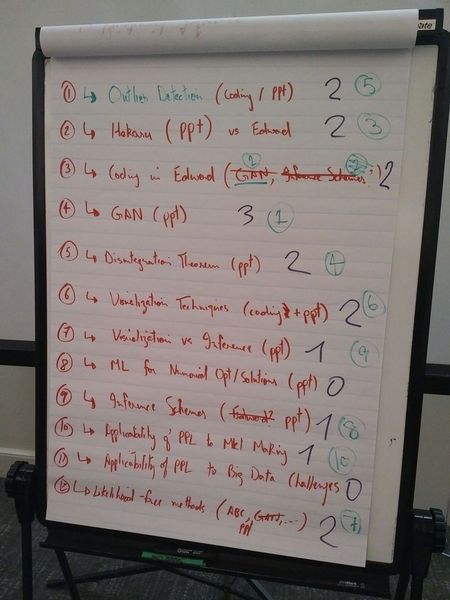 ① ↳ Outlier Detection (coding / ppt) 2 ⑤
② ↳ Hakaru (ppt) vs Edward 2 ③
③ ↳ Coding in Edward (GAN, Inference Schemes) 2 ②
④ ↳ GAN (ppt) 3 ①
⑤ ↳ Disintegration Theorem (ppt) 2 ④
⑥ ↳ Visualization Techniques (coding + ppt) 2 ⑥
⑦ ↳ Visualization vs Inference (ppt) 1 ⑨
⑧ ↳ ML for Numerical Opt/Solutions (ppt) 0
⑨ ↳ Inference Schemes (Edward? ppt) 1 ⑧
⑩ ↳ Applicability of PPL to Making 1 ⑩
⑪ ↳ Applicability of PPL to Big Data Challenges 0
⑫ ↳ Likelihood-free methods (ABC, GAN, ...) 2 ⑦
ppt